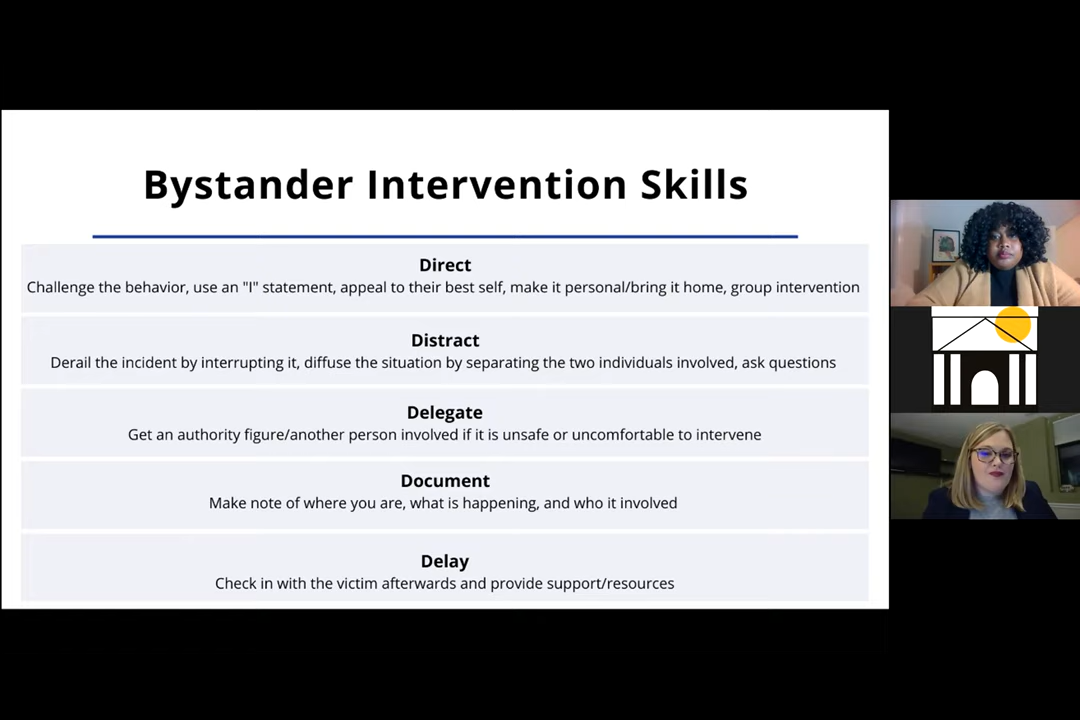 Bystander Intervention Skills
Direct
Challenge the behavior, use an "I" statement, appeal to their best self, make it personal/bring it home, group intervention
Distract
Derail the incident by interrupting it, diffuse the situation by separating the two individuals involved, ask questions
Delegate
Get an authority figure/another person involved if it is unsafe or uncomfortable to intervene
Document
Make note of where you are, what is happening, and who it involved
Delay
Check in with the victim afterwards and provide support/resources